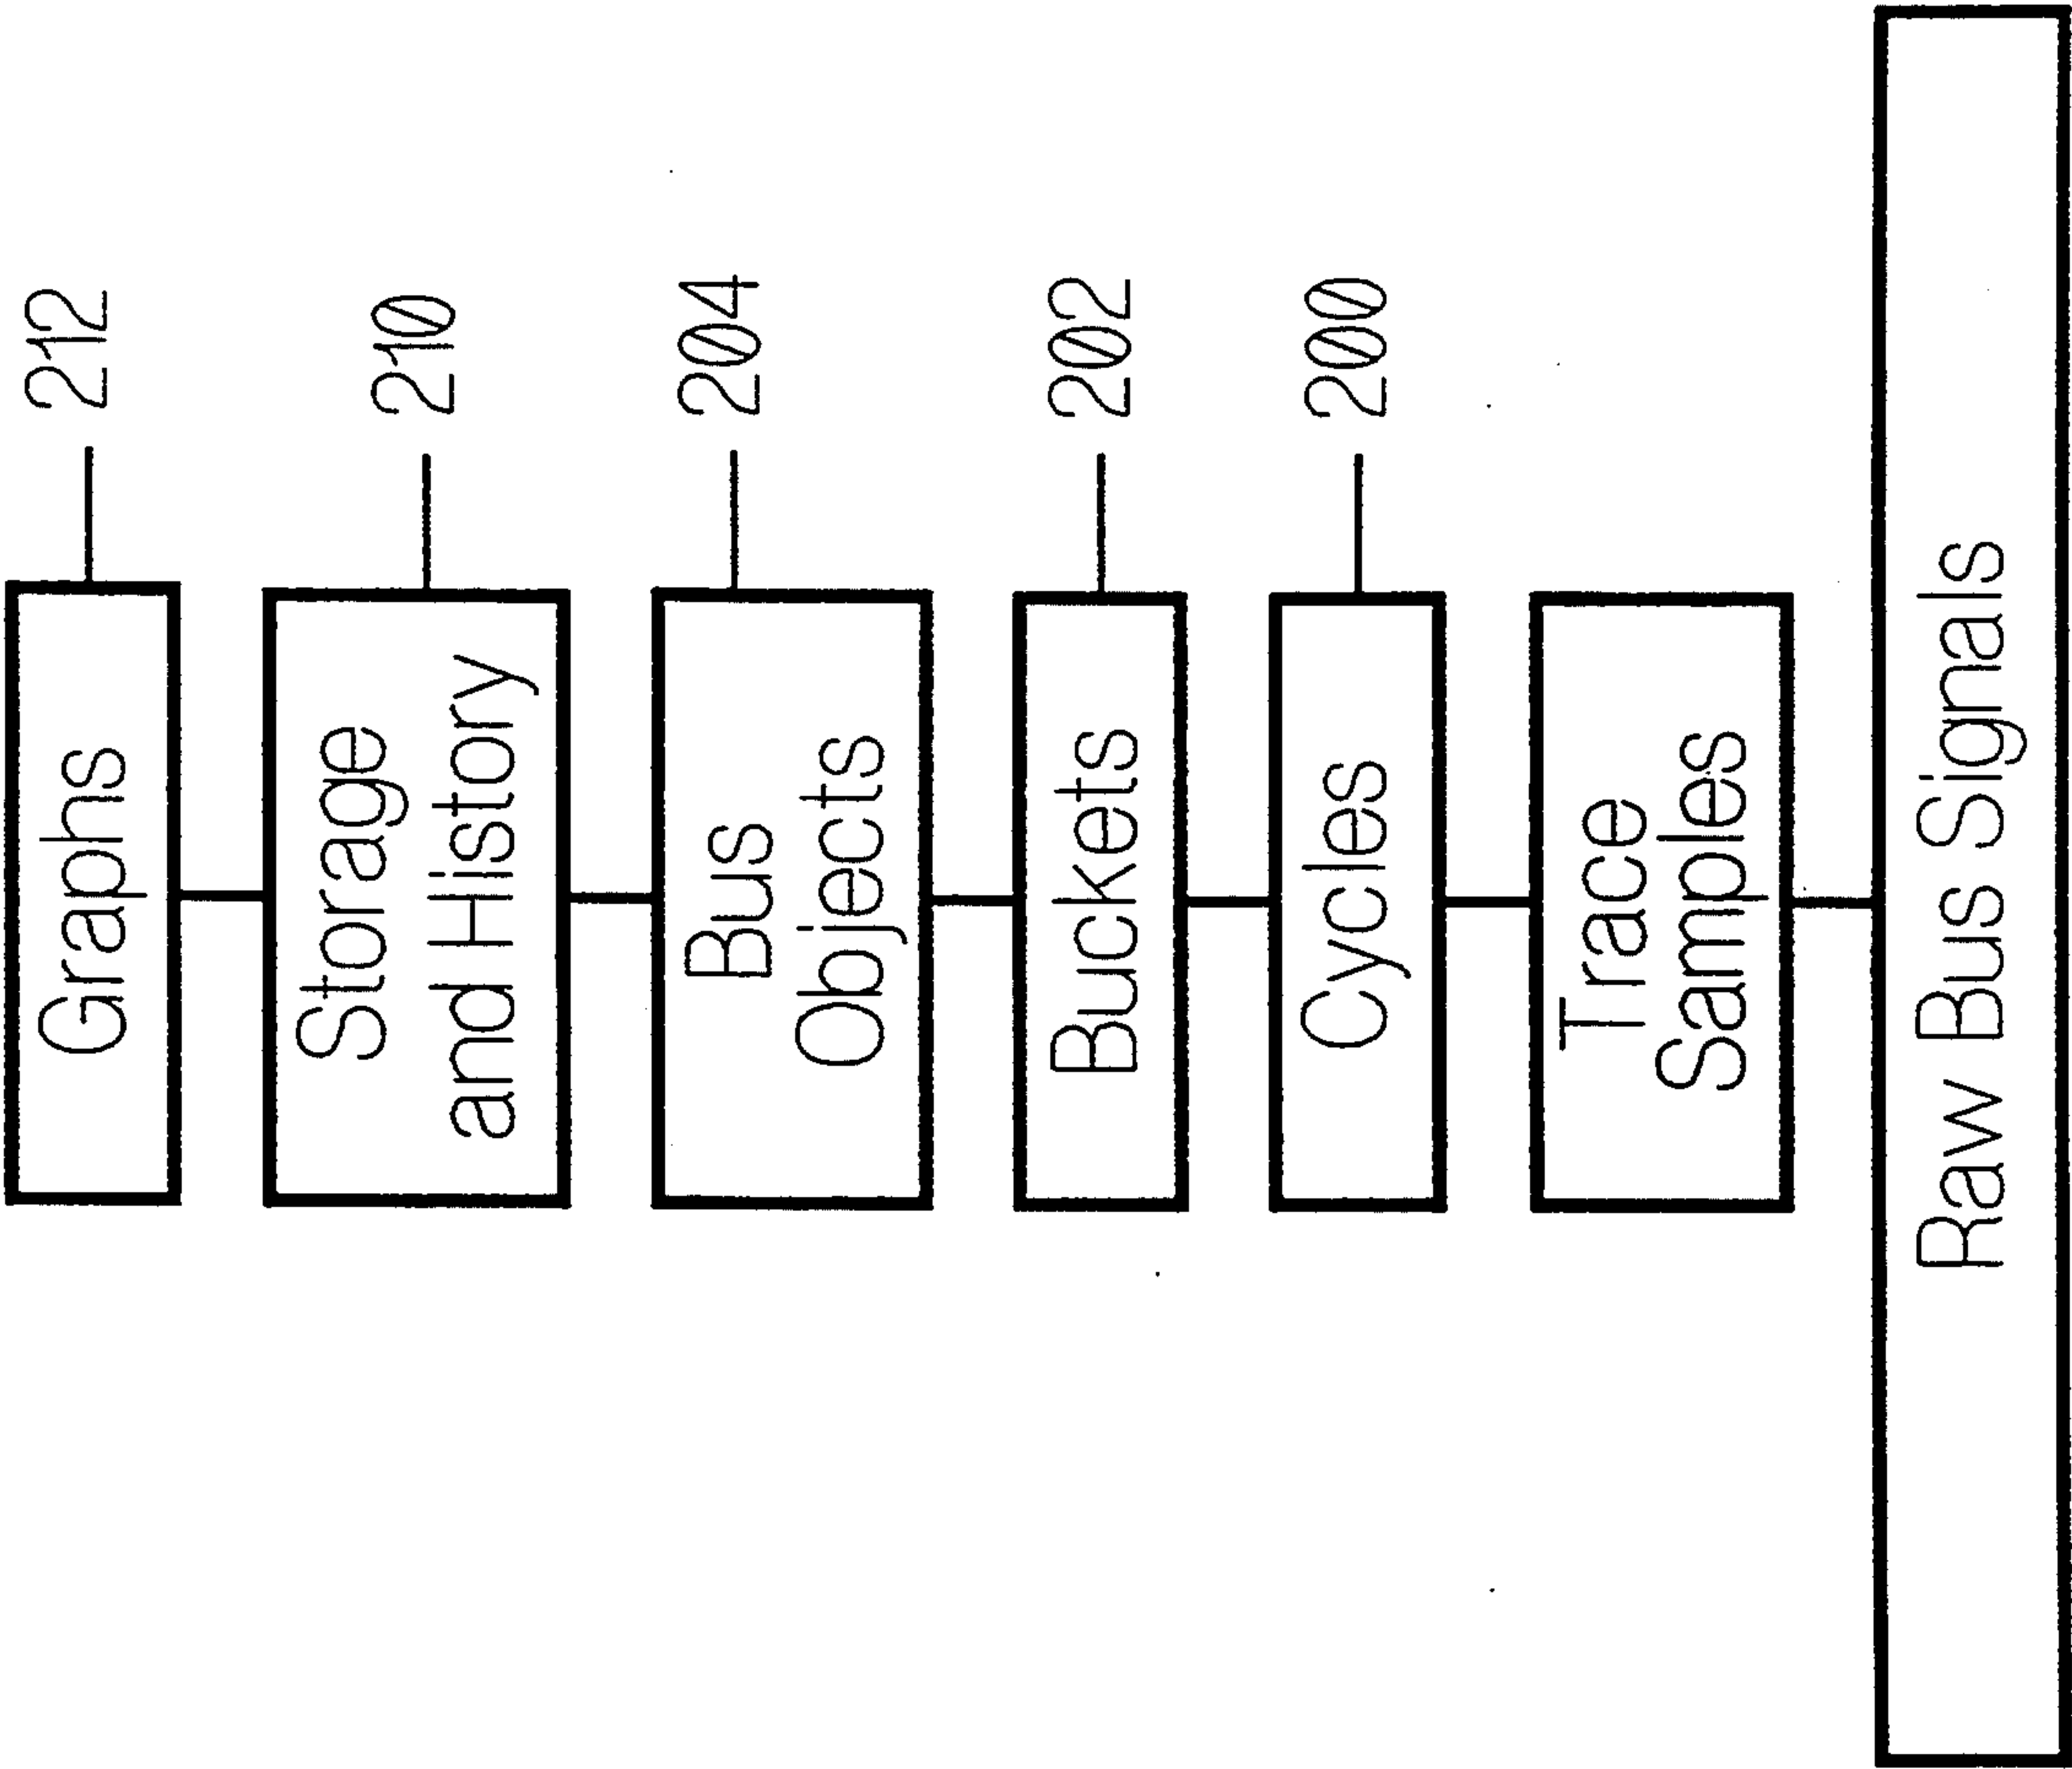 Graphs
212
Storage
and History
210
Bus
Objects
204
Buckets
202
Cycles
200
Trace
Samples
Raw Bus Signals